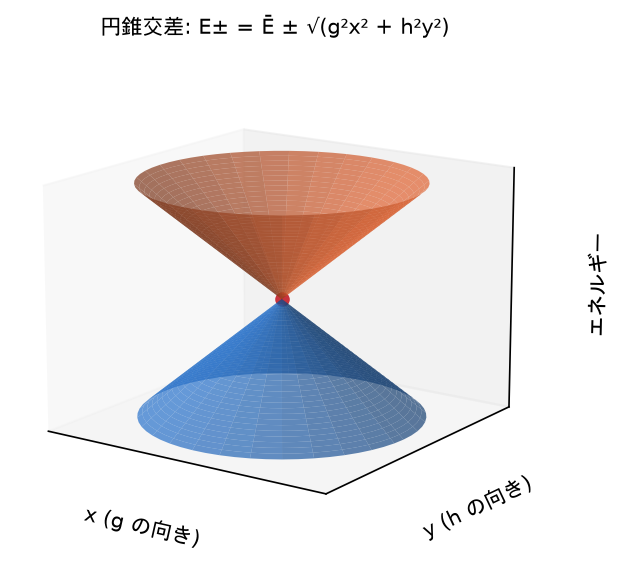 円錐交差: E± = Ē ± √(g²x² + h²y²)
エネルギー
x (g の向き)
y (h の向き)